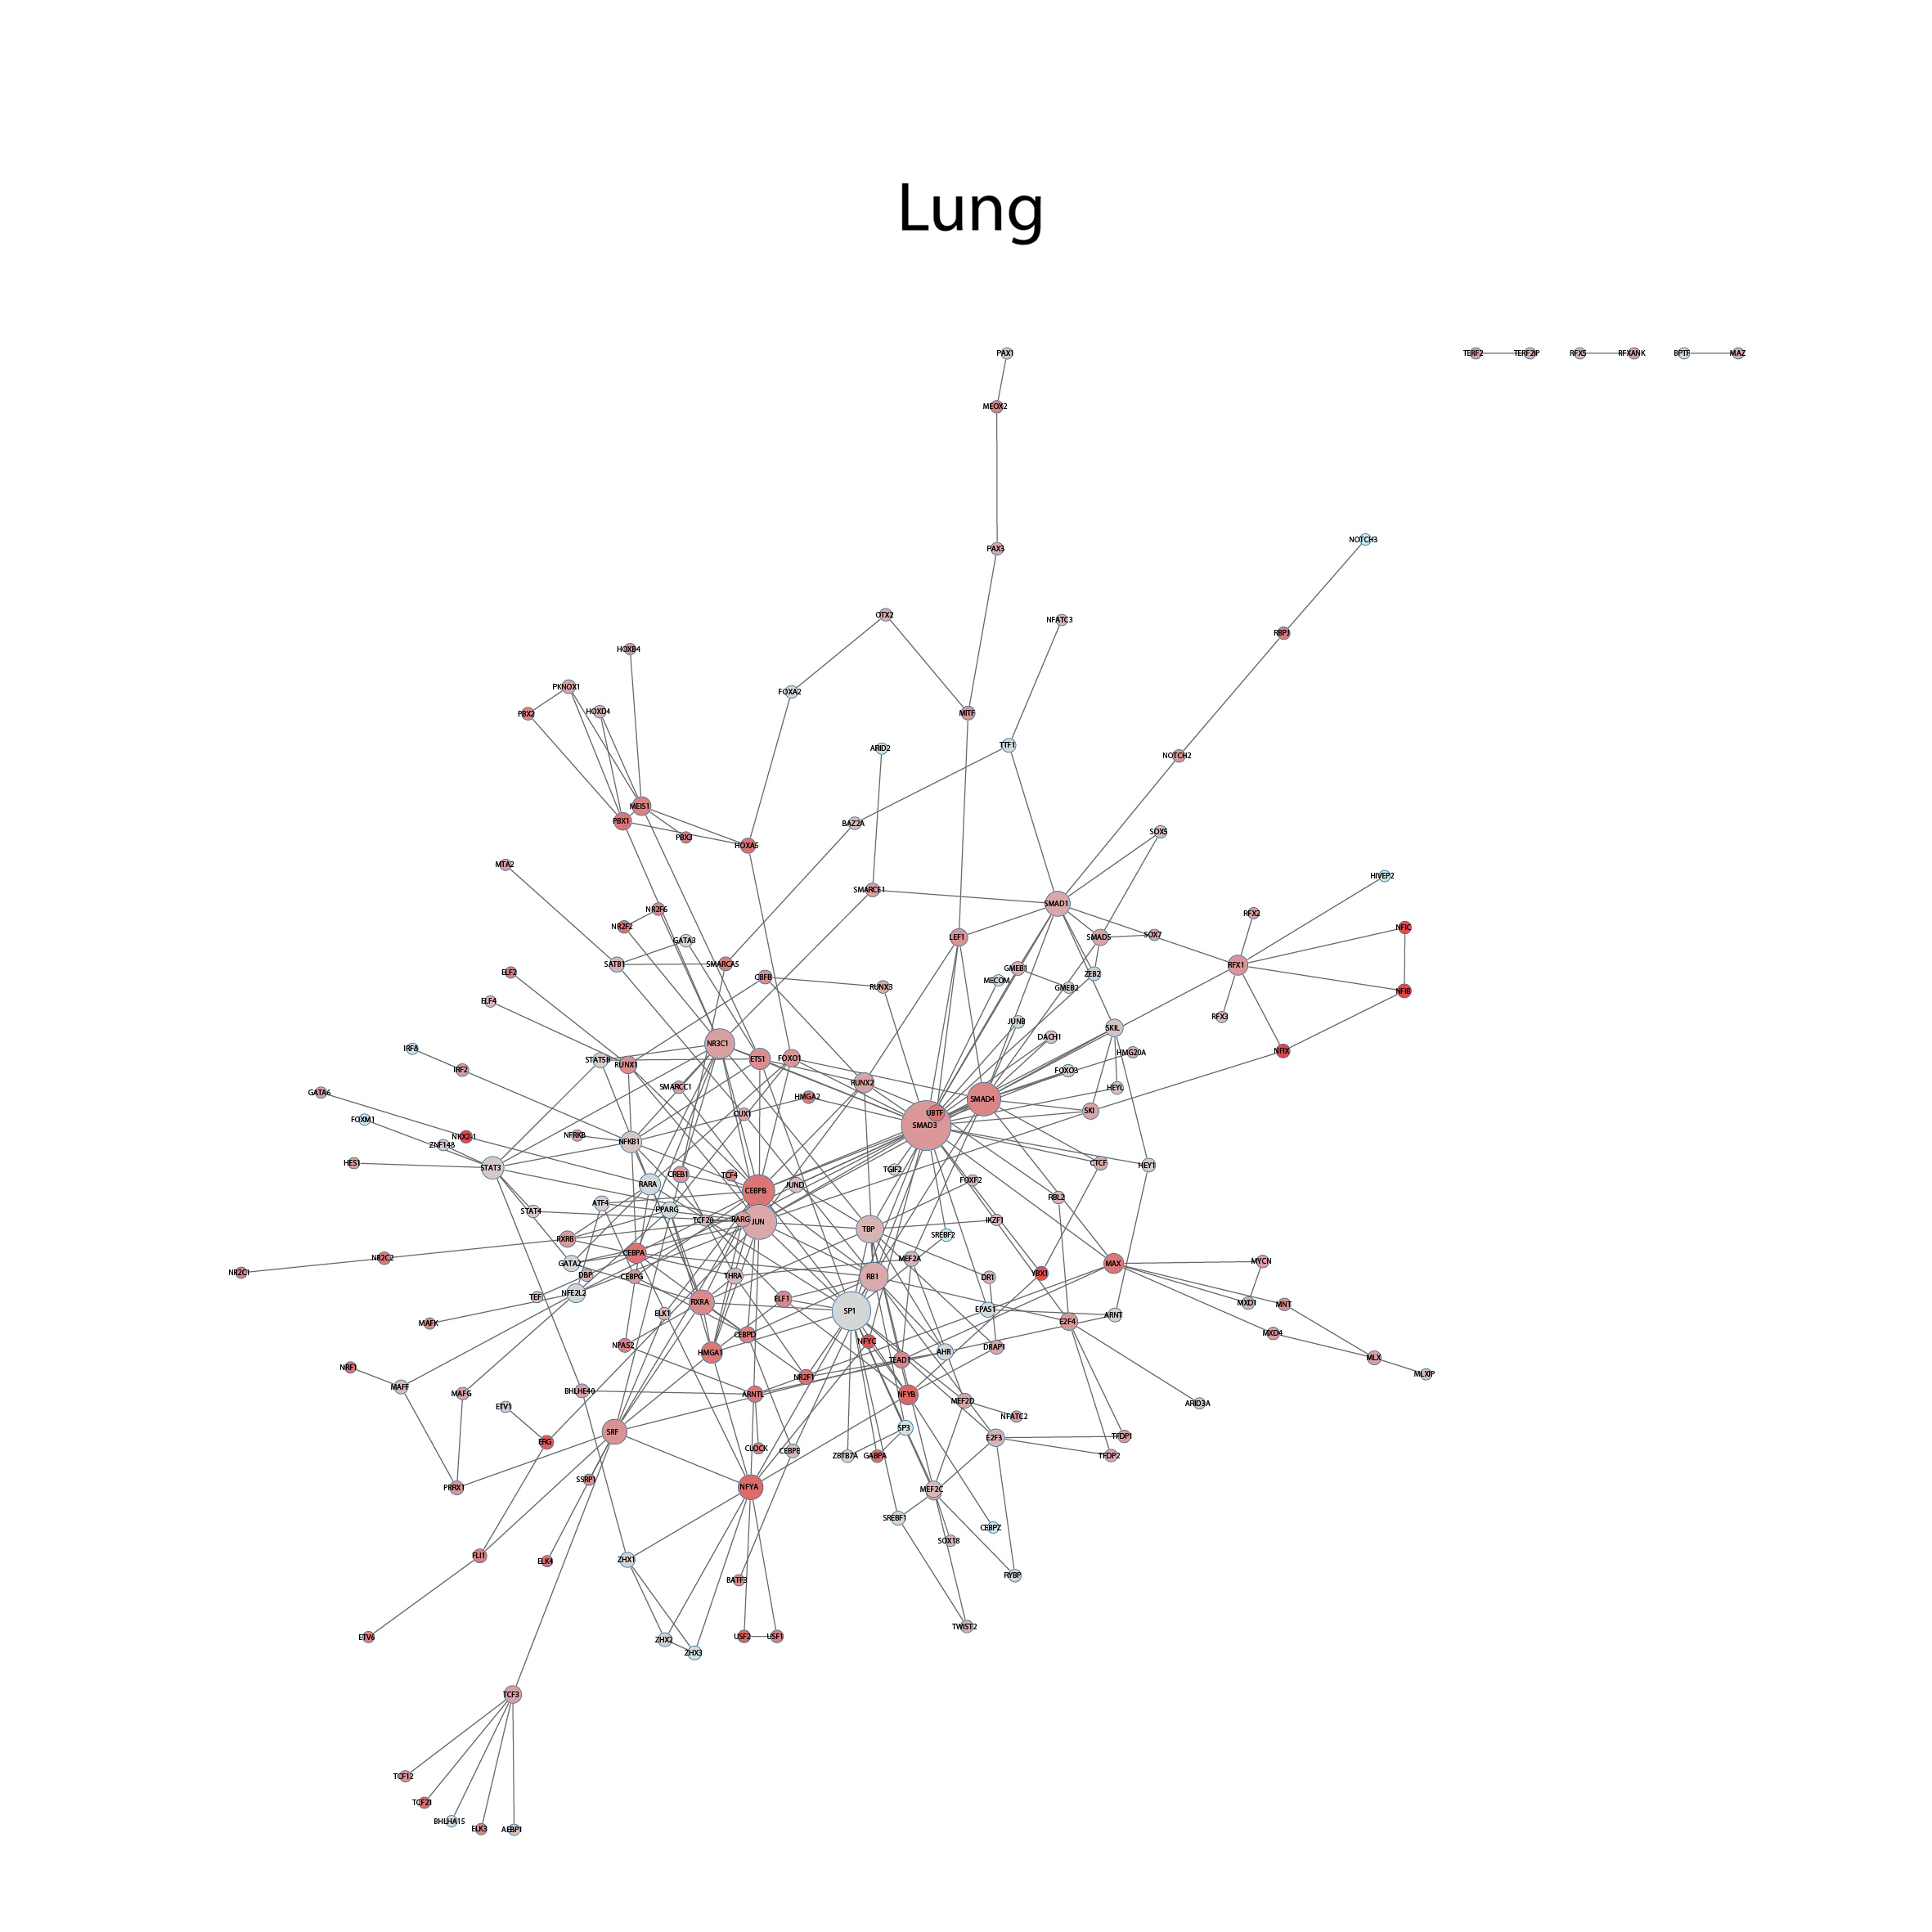 Lung
PAX1
TERF2
TERF2IP
RFX5
RFXANK
BPTF
MAZ
MEOX2
NOTCH3
PAX3
OTX2
NFATC3
RBPJ
HOXB4
PKNOX1
FOXA2
HOXD4
PBX2
MITF
TTF1
ARID2
NOTCH2
MEIS1
PBX1
BAZ2A
SOX5
PBX3
HOXA5
MTA2
HIVEP2
SMARCE1
SMAD1
NR2F6
RFX2
NR2F2
NFIC
GATA3
LEF1
SMAD5
SOX7
SATB1
SMARCA5
RFX1
GMEB1
ELF2
ZEB2
CBFB
MECOM
RUNX3
GMEB2
NFIB
ELF4
RFX3
JUNB
SKIL
DACH1
NR3C1
IRF8
HMG20A
NFIX
STAT5B
ETS1
FOXO1
RUNX1
IRF2
FOXO3
RUNX2
SMARCC1
HEYL
GATA6
HMGA2
SMAD4
UBTF
SKI
CUX1
FOXM1
SMAD3
NKX2-1
NFRKB
ZNF148
NFKB1
HES1
STAT3
TGIF2
CTCF
HEY1
CREB1
TCF4
FOXF2
RARA
JUND
CEBPB
RBL2
ATF4
PPARG
STAT4
TCF20
RARG
JUN
IKZF1
TBP
SREBF2
RXRB
CEBPA
NR2C2
MEF2A
GATA2
MAX
MYCN
NR2C1
DBP
CEBPG
THRA
RB1
DR1
YBX1
NFE2L2
TEF
RXRA
ELF1
MXD1
MNT
SP1
EPAS1
ARNT
ELK1
MAFK
E2F4
CEBPD
MXD4
NFYC
NPAS2
HMGA1
DRAP1
AHR
TEAD1
MLX
NRF1
NR2F1
MLXIP
MAFF
BHLHE40
MAFG
ARNTL
NFYB
MEF2D
ARID3A
ETV1
NFATC2
SP3
SRF
TFDP1
E2F3
ERG
CLOCK
CEBPE
ZBTB7A
GABPA
TFDP2
SSRP1
PRRX1
NFYA
MEF2C
SREBF1
CEBPZ
SOX18
FLI1
ZHX1
ELK4
RYBP
BATF3
TWIST2
ETV6
ZHX2
USF2
USF1
ZHX3
TCF3
TCF12
TCF21
BHLHA15
ELK3
AEBP1